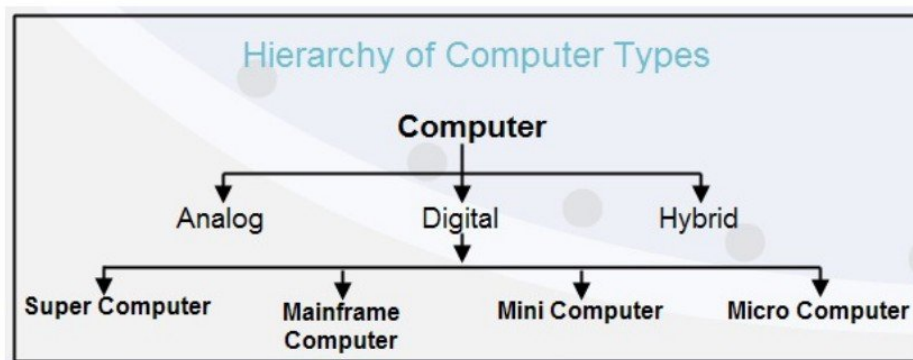 Hierarchy of Computer Types
Computer
Analog
Digital
Hybrid
Super Computer
Mainframe
Computer
Mini Computer
Micro Computer